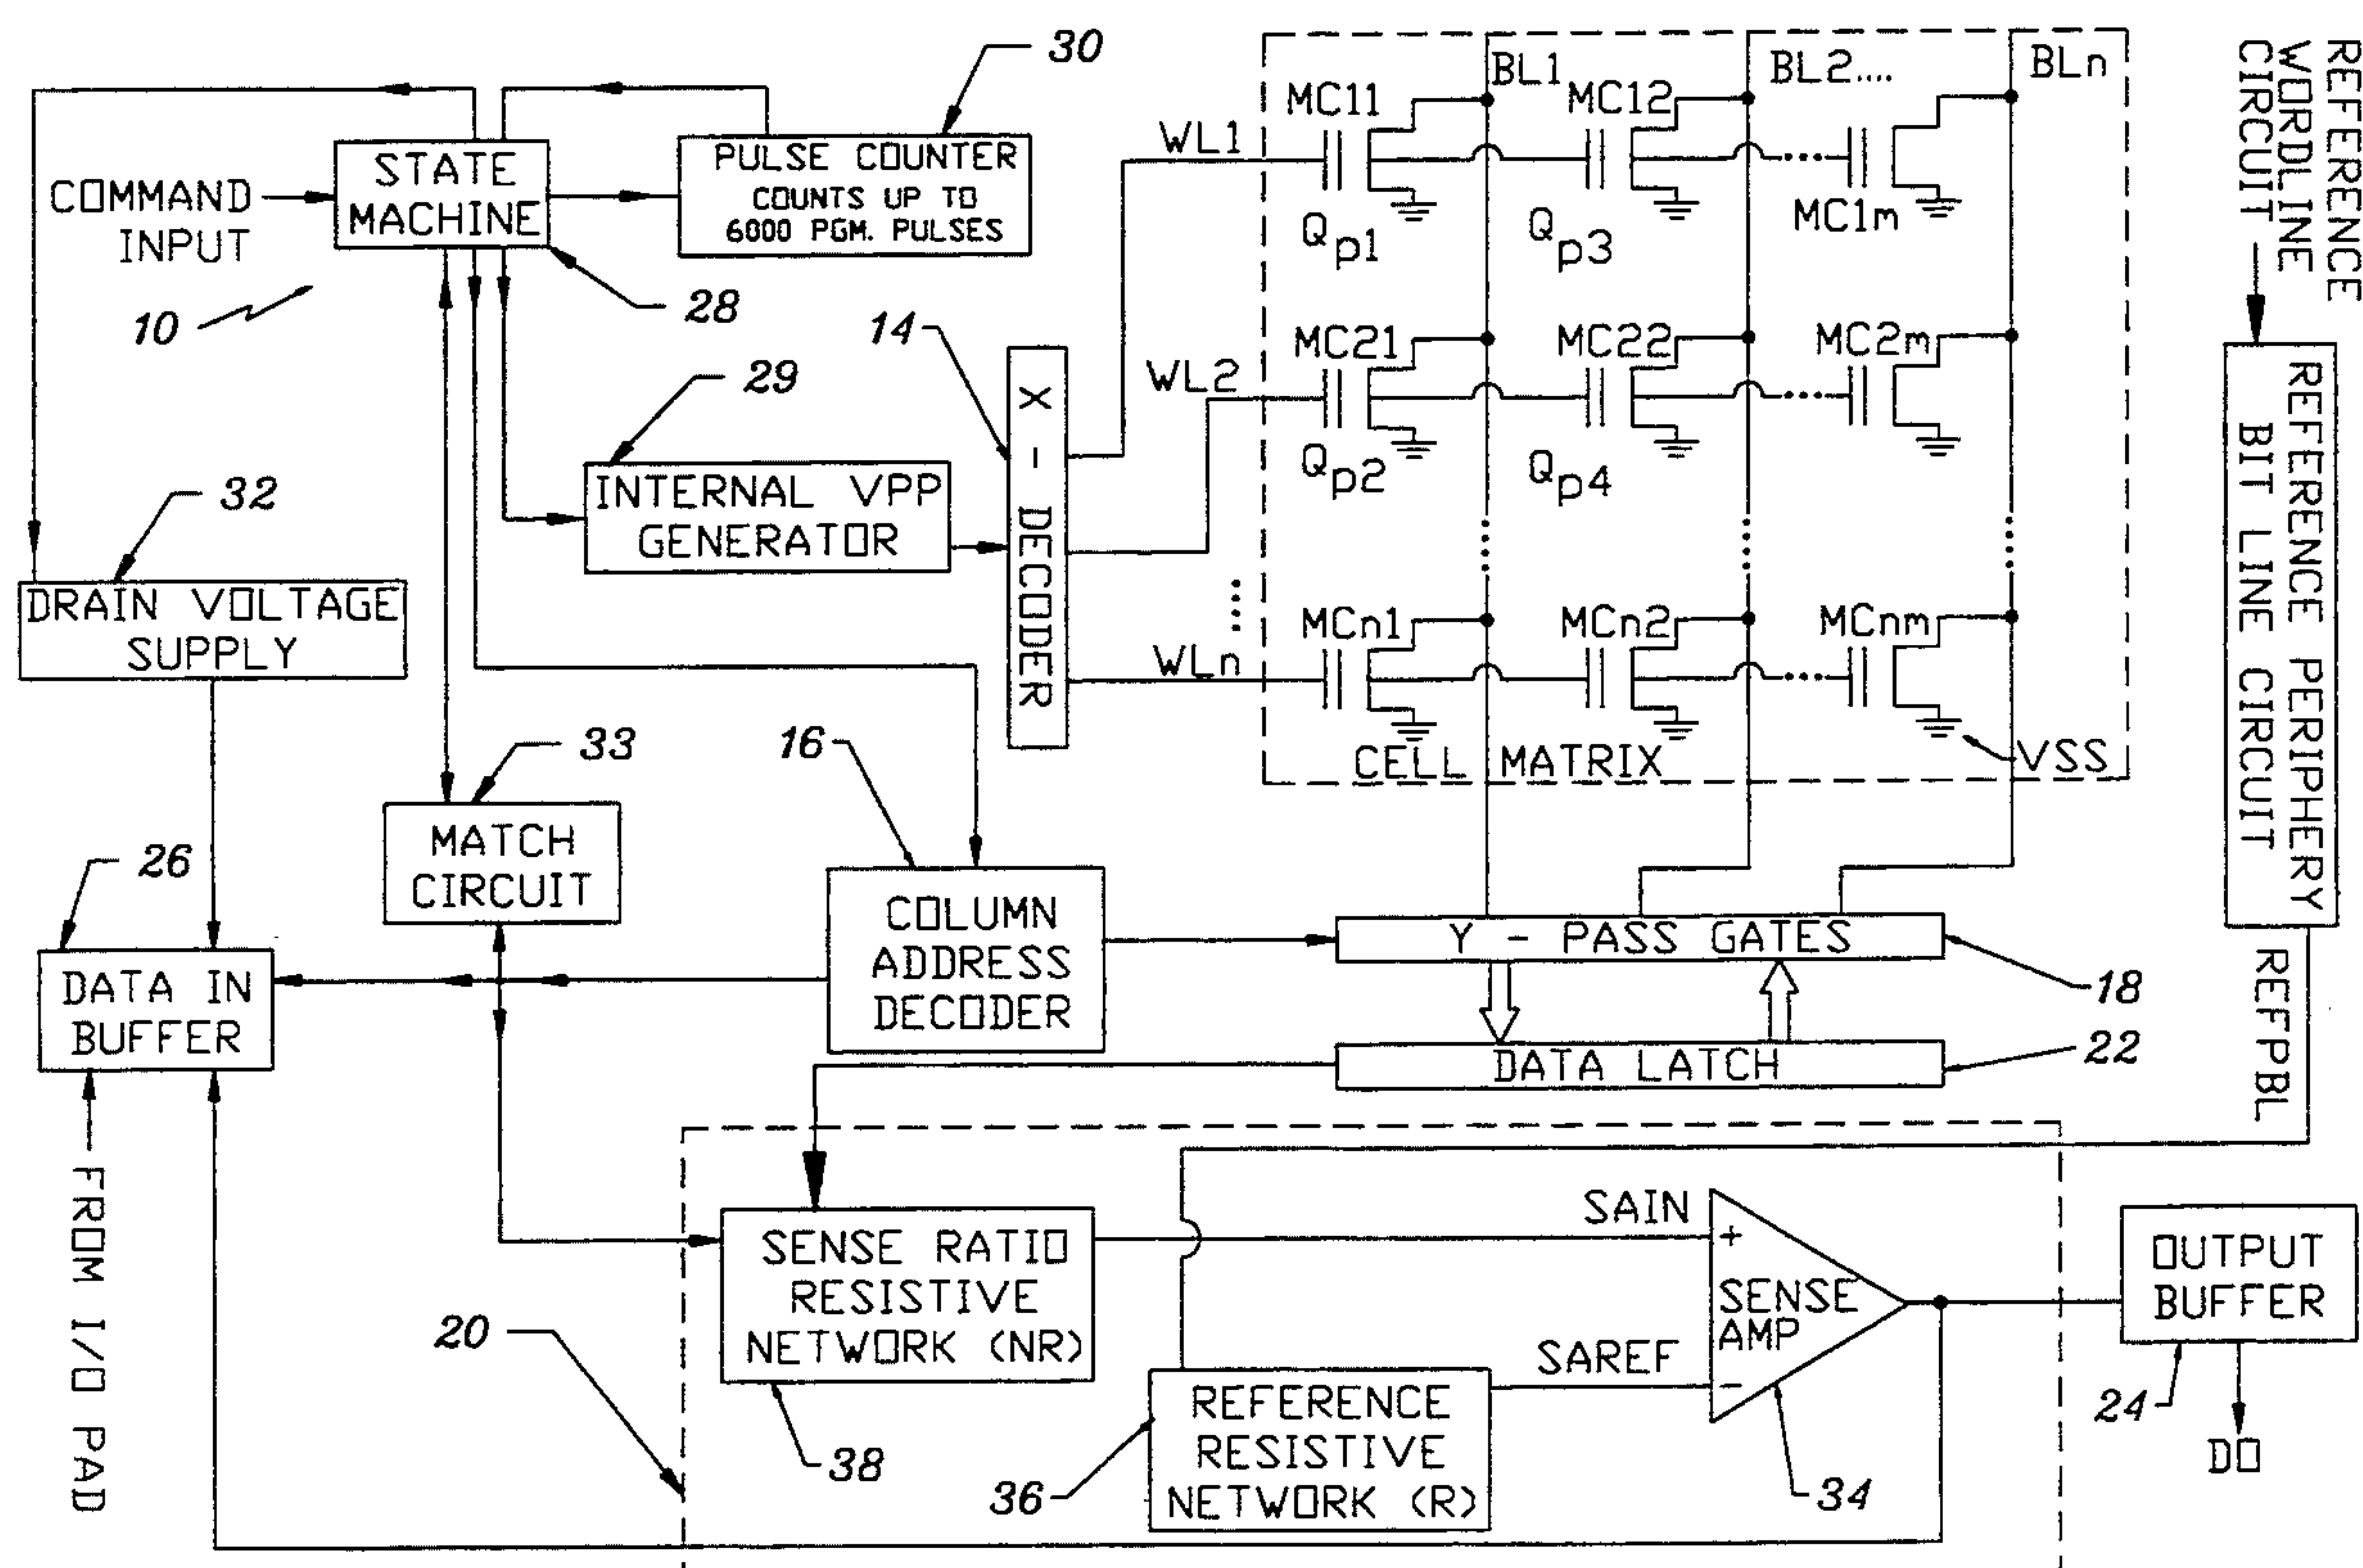 30
COMMAND
INPUT
STATE
MACHINE
PULSE COUNTER
COUNTS UP TO
6000 PGM. PULSES
10
28
14
29
INTERNAL VPP
GENERATOR
X - DECODER
32
DRAIN VOLTAGE
SUPPLY
33
MATCH
CIRCUIT
16
COLUMN
ADDRESS
DECODER
26
DATA IN
BUFFER
FROM I/O PAD
WL1
WL2
....
WLn
BL1
BL2....
BLn
MC11
MC12
MC1m
Qp1
Qp3
MC21
MC22
MC2m
Qp2
Qp4
MCn1
MCn2
MCnm
CELL MATRIX
VSS
REFERENCE
WORDLINE
CIRCUIT
REFERENCE PERIPHERY
BIT LINE CIRCUIT
REFPBL
Y - PASS GATES
18
DATA LATCH
22
20
SENSE RATIO
RESISTIVE
NETWORK (NR)
38
SAIN
+
SENSE
AMP
SAREF
-
34
36
REFERENCE
RESISTIVE
NETWORK (R)
OUTPUT
BUFFER
24
DO